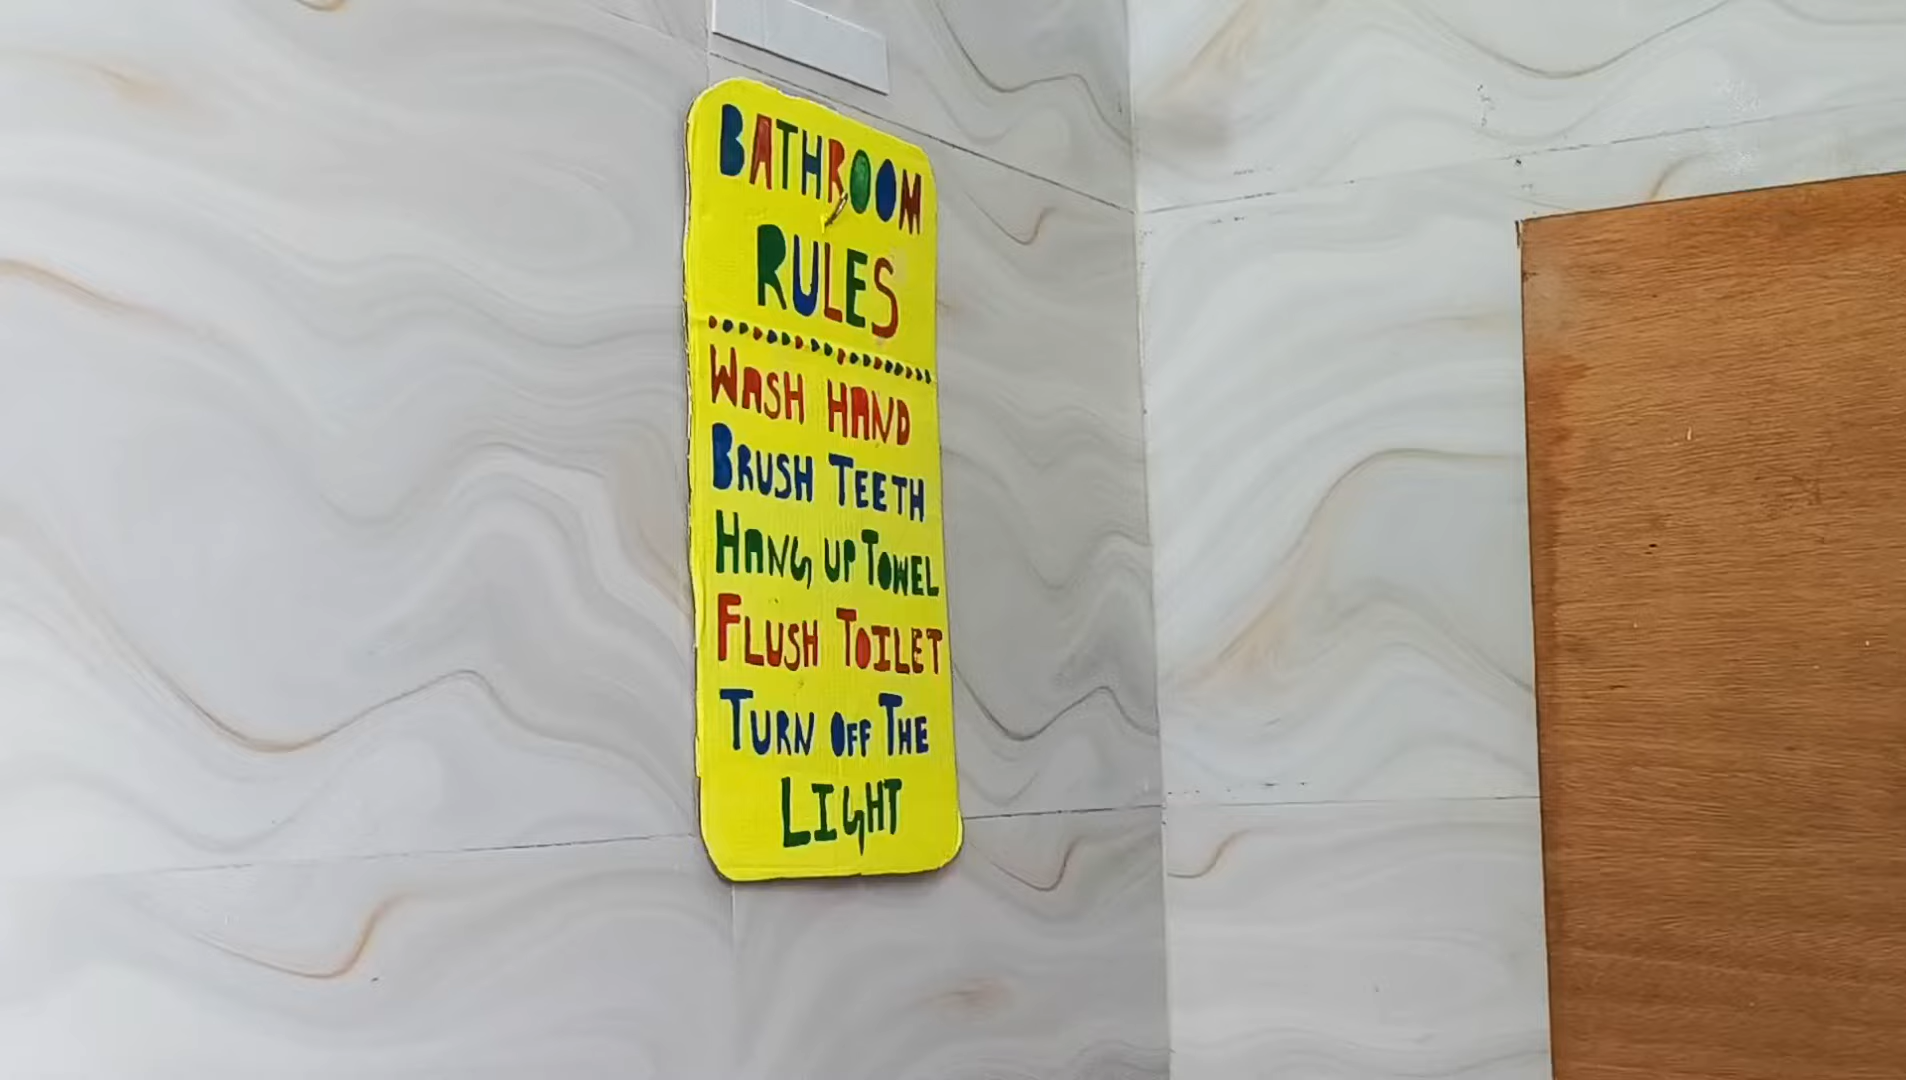 BATHROOM
RULES
WASH HAND
BRUSH TEETH
HANG UP TOWEL
FLUSH TOILET
TURN OFF THE
LIGHT